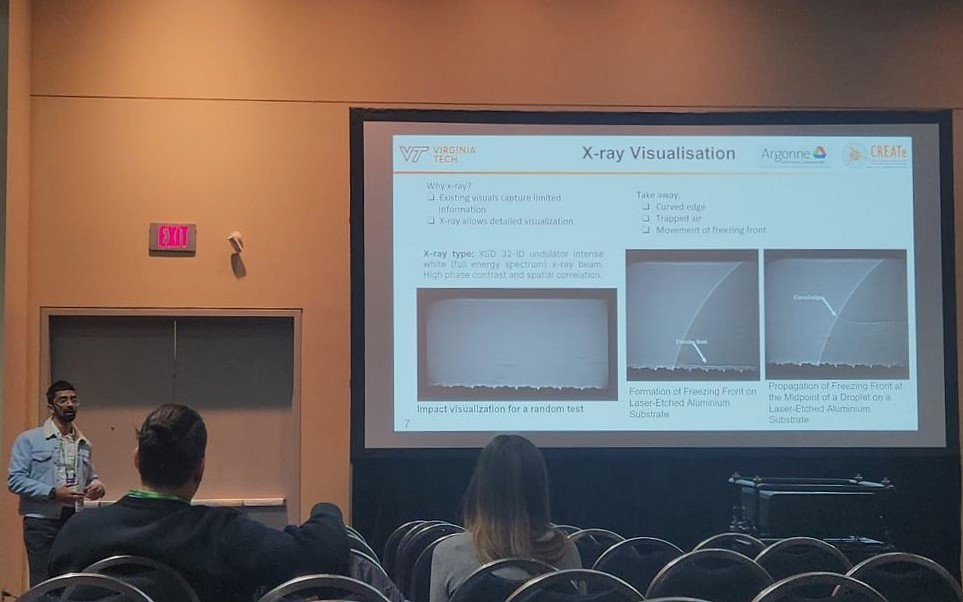 EXIT
VT VIRGINIA
TECH
X-ray Visualisation
Argonne
NATIONAL LABORATORY
CREATe
Why x-ray?
Existing visuals capture limited
information
X-ray allows detailed visualization
Take away:
Curved edge
Trapped air
Movement of freezing front
X-ray type: XSD 32-ID undulator intense
white (full energy spectrum) x-ray beam.
High phase contrast and spatial correlation.
Impact visualization for a random test
Formation of Freezing Front on
Laser-Etched Aluminium
Substrate
Propagation of Freezing Front at
the Midpoint of a Droplet on a
Laser-Etched Aluminium
Substrate
7